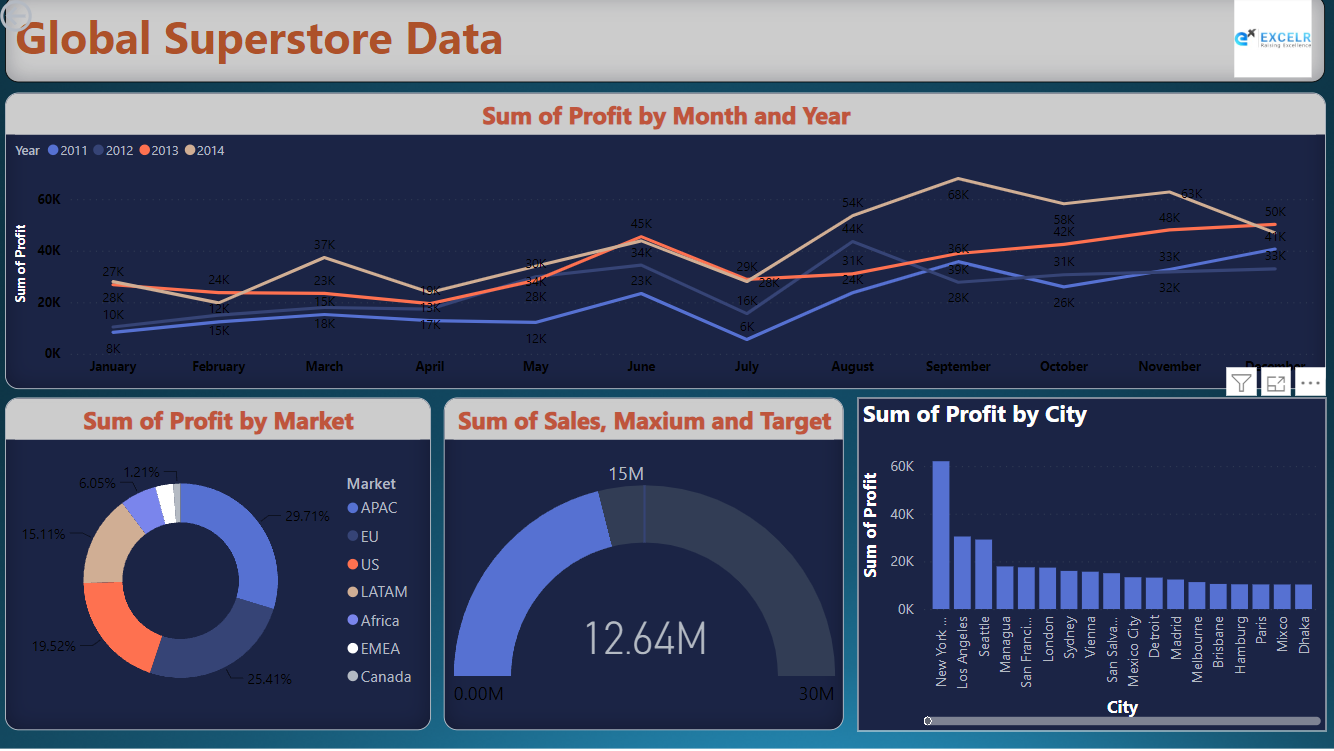 Global Superstore Data
EXCELR
Raising Excellence
Sum of Profit by Month and Year
Year 2011 2012 2013 2014
Sum of Profit
60K
40K
20K
0K
27K 24K 37K 19K 30K 45K 29K 54K 68K 58K 63K 50K
28K 12K 23K 13K 34K 34K 28K 44K 36K 42K 48K 41K
10K 15K 15K 17K 28K 23K 16K 31K 39K 31K 33K 33K
8K 18K 12K 6K 24K 28K 26K 32K
January February March April May June July August September October November December
Sum of Profit by Market
1.21%
6.05%
15.11%
19.52%
29.71%
25.41%
Market
APAC
EU
US
LATAM
Africa
EMEA
Canada
Sum of Sales, Maxium and Target
15M
12.64M
0.00M
30M
Sum of Profit by City
Sum of Profit
60K
40K
20K
0K
New York ...
Los Angeles
Seattle
Managua
San Franci...
London
Sydney
Vienna
San Salva...
Mexico City
Detroit
Madrid
Melbourne
Brisbane
Hamburg
Paris
Mixco
Dhaka
City